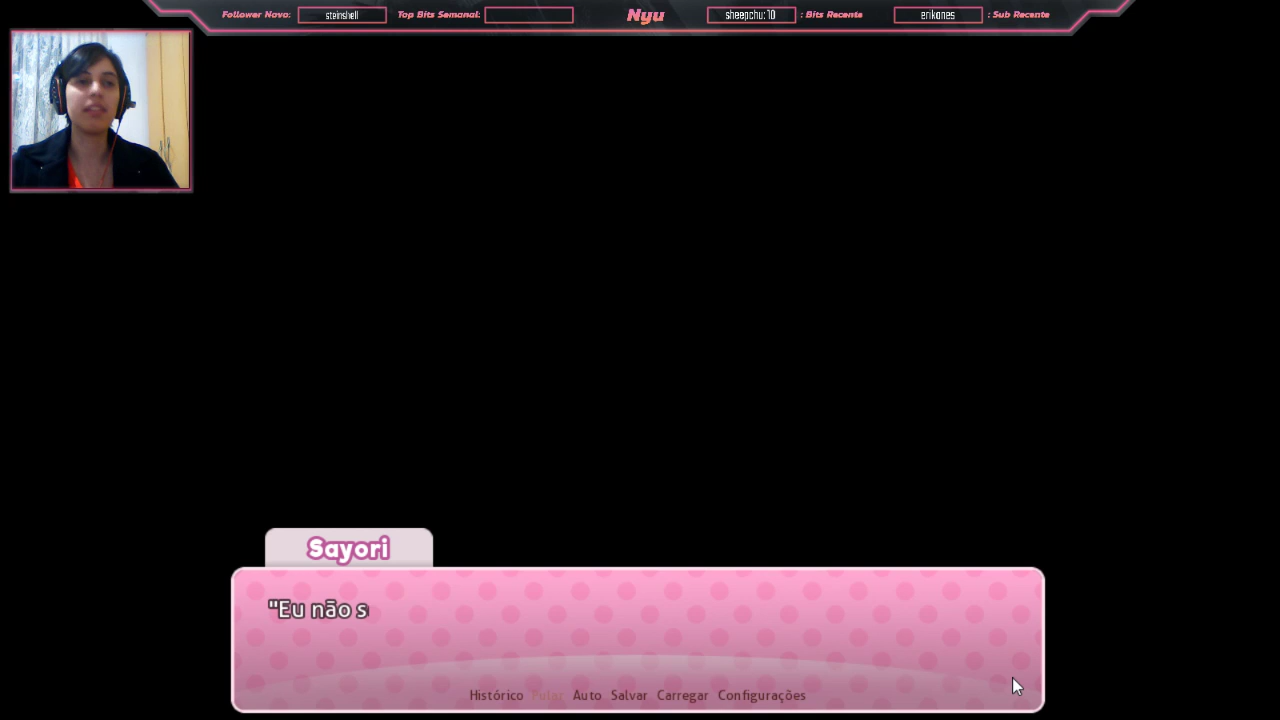 Follower Novo: steinshell Top Bits Semanal: Nyu sheepchu: 10 : Bits Recente erikanes : Sub Recente
Sayori
"Eu não s
Histórico Pular Auto Salvar Carregar Configurações